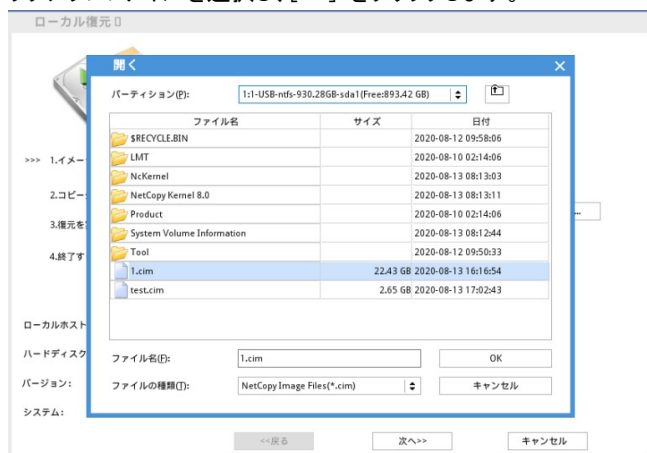 ローカル復元
開く
パーティション(P): 1:1-USB-ntfs-930.28GB-sda1(Free:893.42 GB)
ファイル名 サイズ 日付
$RECYCLE.BIN 2020-08-12 09:58:06
LMT 2020-08-10 02:14:06
NcKernel 2020-08-13 08:13:03
NetCopy Kernel 8.0 2020-08-13 08:13:11
Product 2020-08-10 02:14:06
System Volume Information 2020-08-13 08:12:44
Tool 2020-08-12 09:50:33
1.cim 22.43 GB 2020-08-13 16:16:54
test.cim 2.65 GB 2020-08-13 17:02:43
ファイル名(F): 1.cim OK
ファイルの種類(T): NetCopy Image Files(*.cim) キャンセル
>>> 1.イメー
2.コピー
3.復元を
4.終了す
...
ローカルホスト
ハードディスク
バージョン:
システム:
<<戻る 次へ>> キャンセル